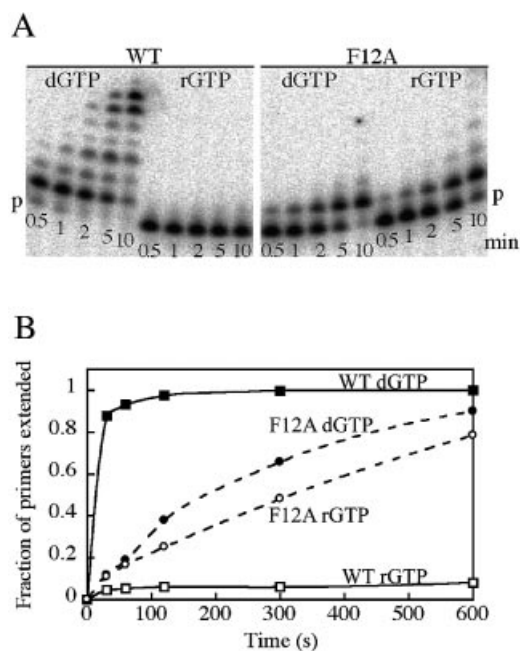 A
WT F12A
dGTP rGTP dGTP rGTP
p p
0.5 1 2 5 10 0.5 1 2 5 10 0.5 1 2 5 10 0.5 1 2 5 10 min
B
Fraction of primers extended
1
0.8
0.6
0.4
0.2
0
WT dGTP
F12A dGTP
F12A rGTP
WT rGTP
0 100 200 300 400 500 600
Time (s)